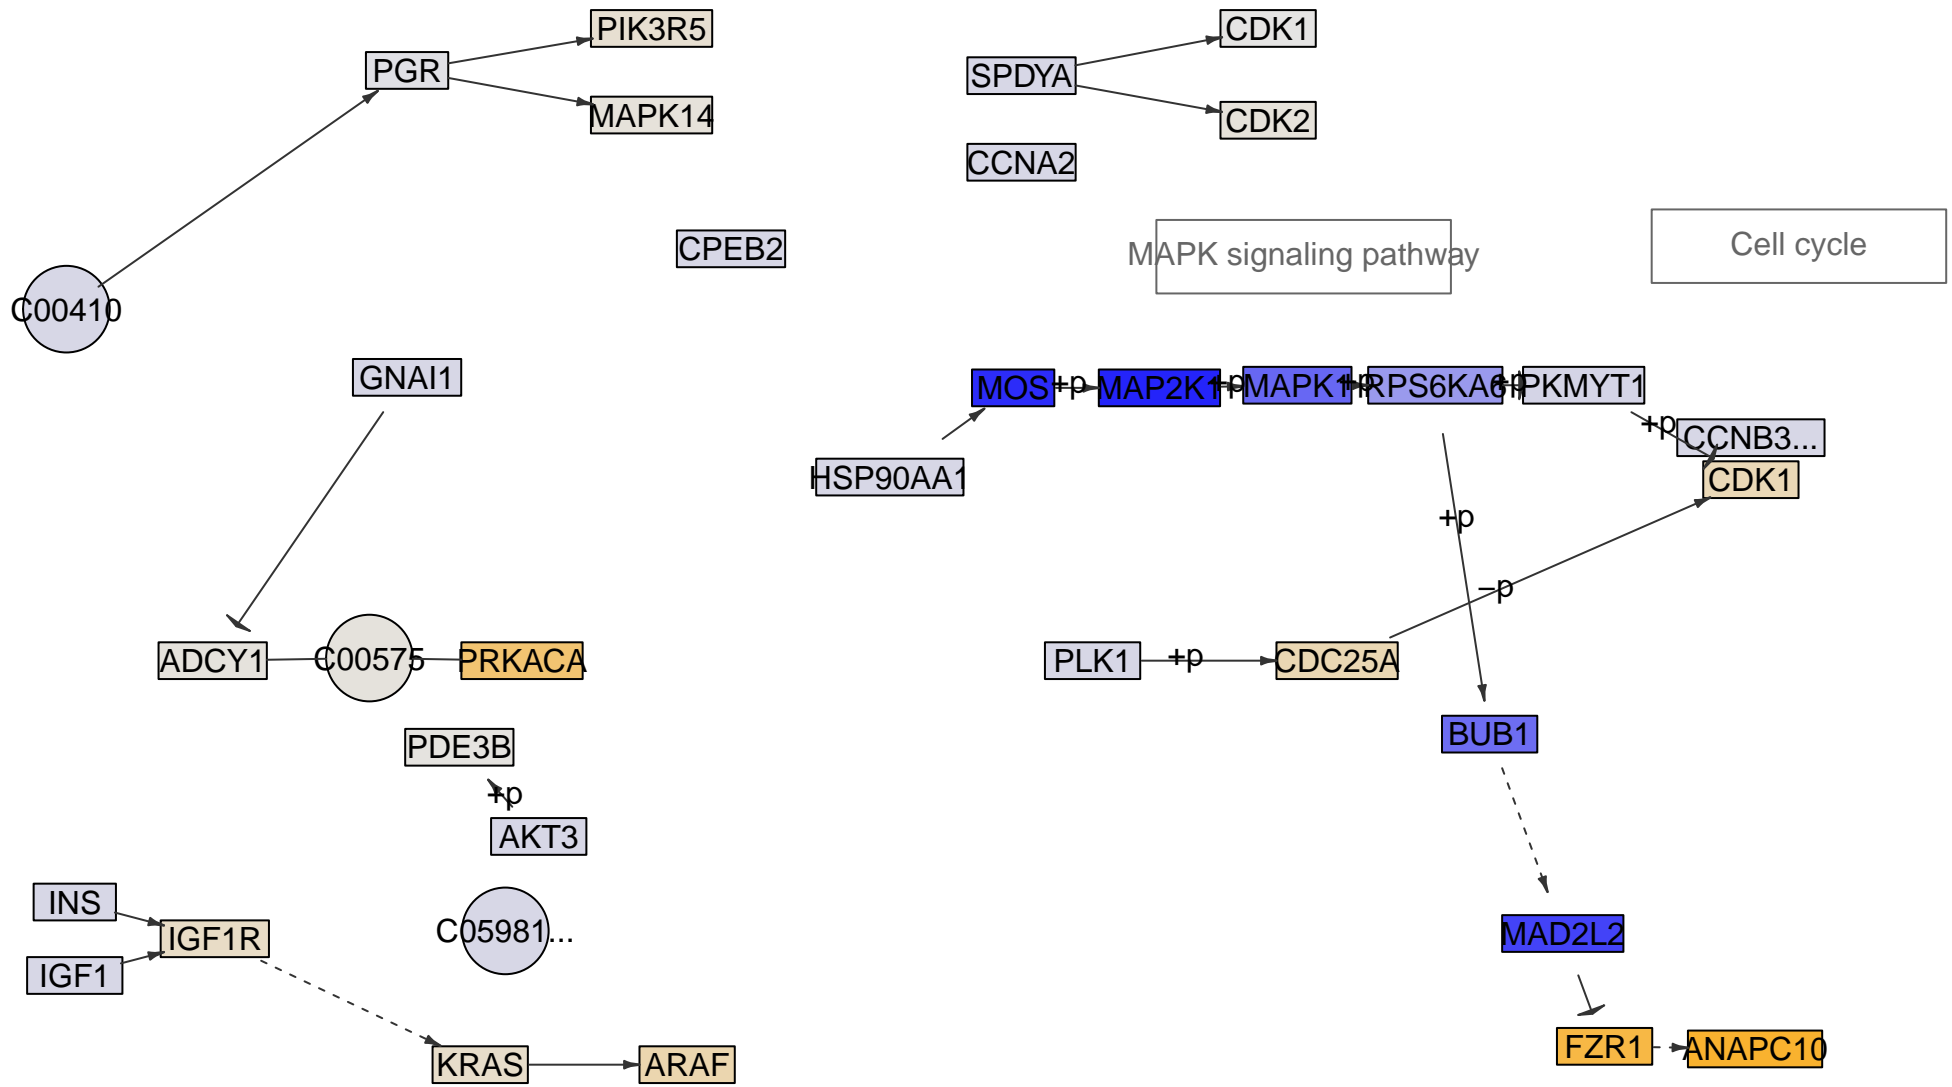 PIK3R5
CDK1
PGR
SPDYA
MAPK14
CDK2
CCNA2
CPEB2
MAPK signaling pathway
Cell cycle
C00410
GNAI1
MOS
+p
MAP2K1
+p
MAPK1
+p
RPS6KA6
+p
PKMYT1
+p
CCNB3...
HSP90AA1
CDK1
+p
−p
ADCY1
C00575
PRKACA
PLK1
+p
CDC25A
BUB1
PDE3B
+p
AKT3
INS
IGF1R
C05981...
MAD2L2
IGF1
KRAS
ARAF
FZR1
ANAPC10